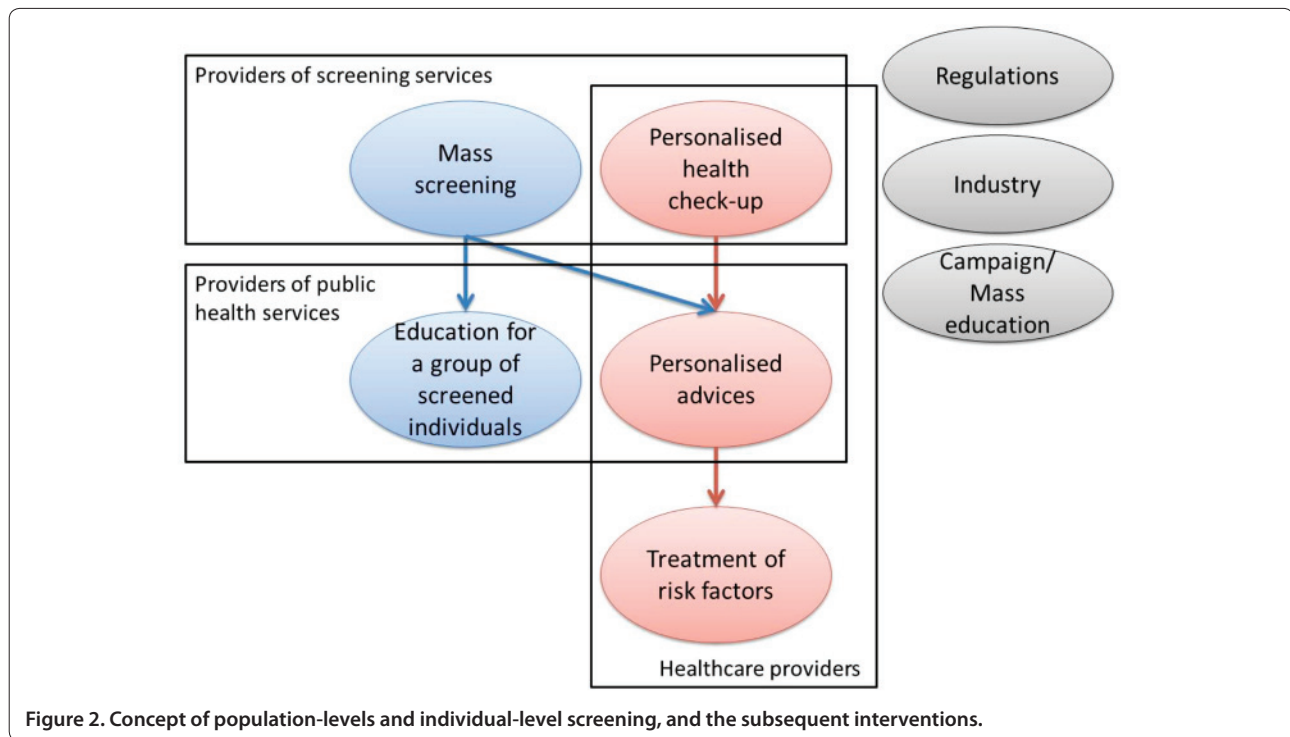 Providers of screening services
Mass
screening
Personalised
health
check-up
Regulations
Industry
Campaign/
Mass
education
Providers of public
health services
Education for
a group of
screened
individuals
Personalised
advices
Treatment of
risk factors
Healthcare providers
Figure 2. Concept of population-levels and individual-level screening, and the subsequent interventions.